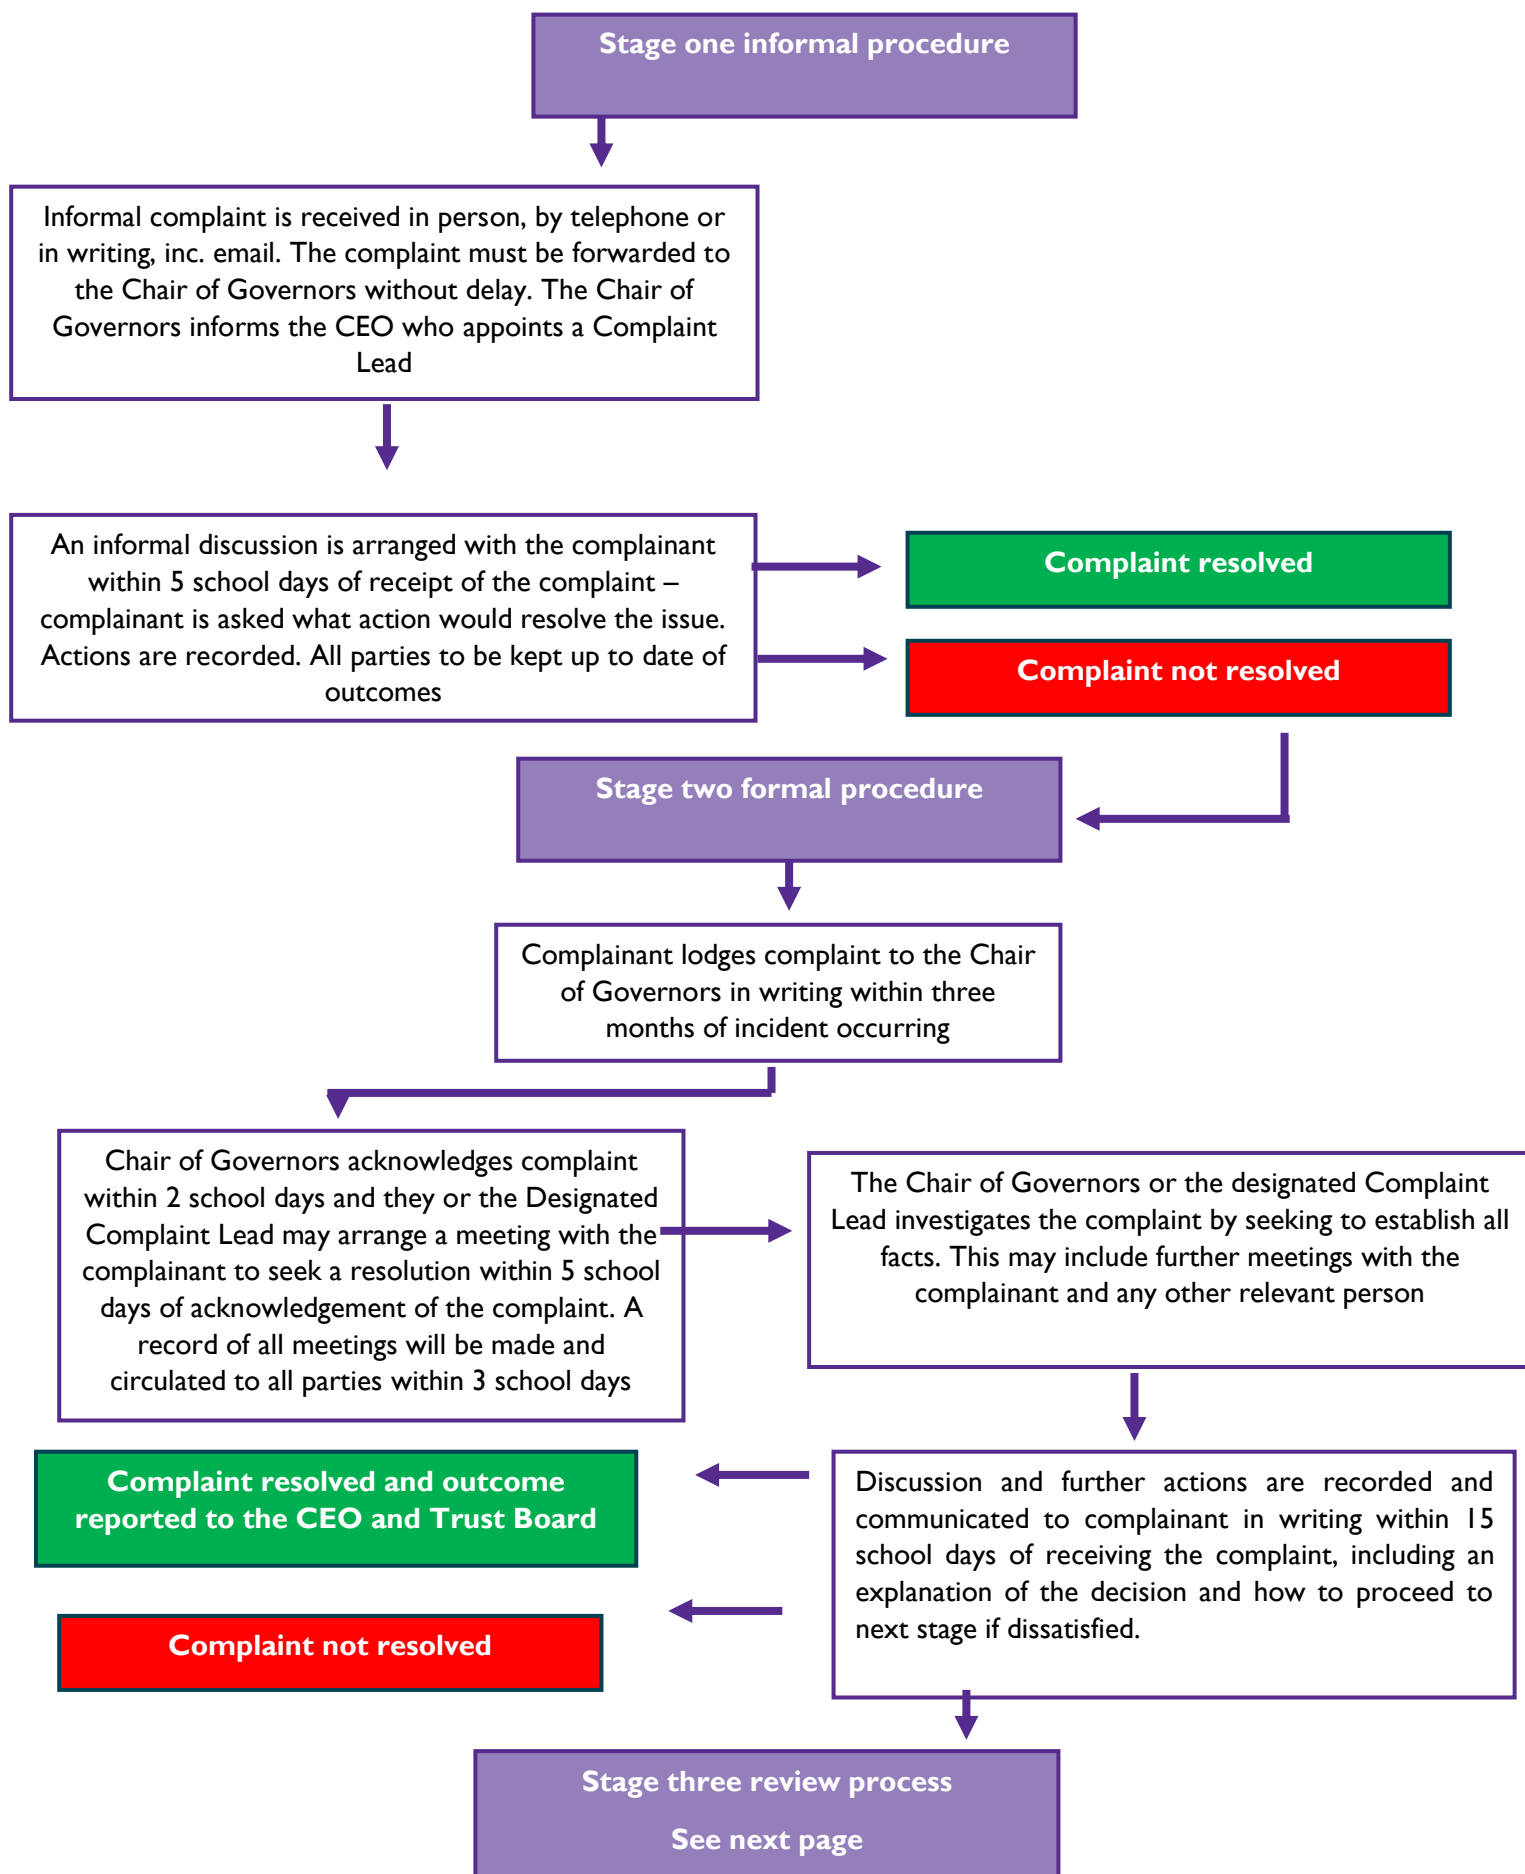 Stage one informal procedure
Informal complaint is received in person, by telephone or
in writing, inc. email. The complaint must be forwarded to
the Chair of Governors without delay. The Chair of
Governors informs the CEO who appoints a Complaint
Lead
An informal discussion is arranged with the complainant
within 5 school days of receipt of the complaint –
complainant is asked what action would resolve the issue.
Actions are recorded. All parties to be kept up to date of
outcomes
Complaint resolved
Complaint not resolved
Stage two formal procedure
Complainant lodges complaint to the Chair
of Governors in writing within three
months of incident occurring
Chair of Governors acknowledges complaint
within 2 school days and they or the Designated
Complaint Lead may arrange a meeting with the
complainant to seek a resolution within 5 school
days of acknowledgement of the complaint. A
record of all meetings will be made and
circulated to all parties within 3 school days
The Chair of Governors or the designated Complaint
Lead investigates the complaint by seeking to establish all
facts. This may include further meetings with the
complainant and any other relevant person
Complaint resolved and outcome
reported to the CEO and Trust Board
Discussion and further actions are recorded and
communicated to complainant in writing within 15
school days of receiving the complaint, including an
explanation of the decision and how to proceed to
next stage if dissatisfied.
Complaint not resolved
Stage three review process
See next page